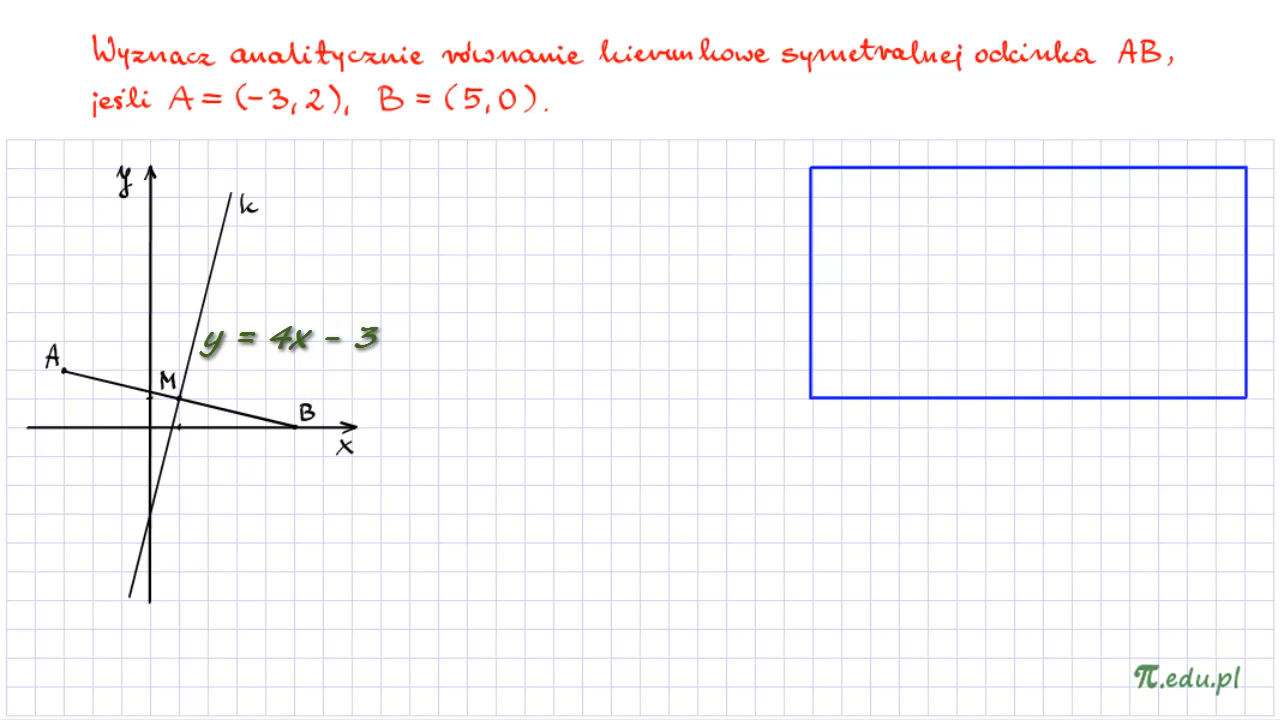 Wyznacz analitycznie równanie kierunkowe symetralnej odcinka AB,
jeśli A = (-3, 2), B = (5, 0).
y
k
y = 4x - 3
A
M
B
x
π.edu.pl